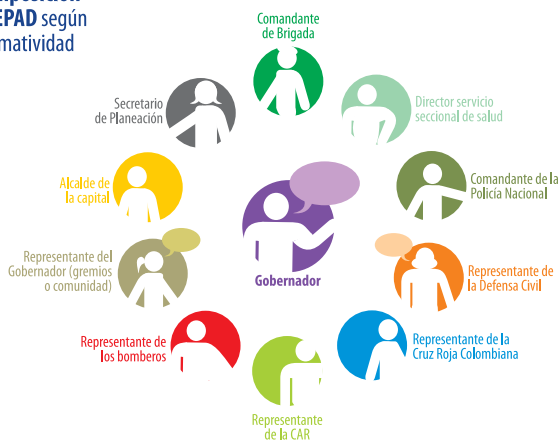 EPAD según
Comandante
de Brigada
Secretario
de Planeación
Director servicio
seccional de salud
Alcalde de
la capital
Comandante de la
Policía Nacional
Representante del
Gobernador (gremios
o comunidad)
Gobernador
Representante de
la Defensa Civil
Representante de
los bomberos
Representante de la
Cruz Roja Colombiana
Representante
de la CAR